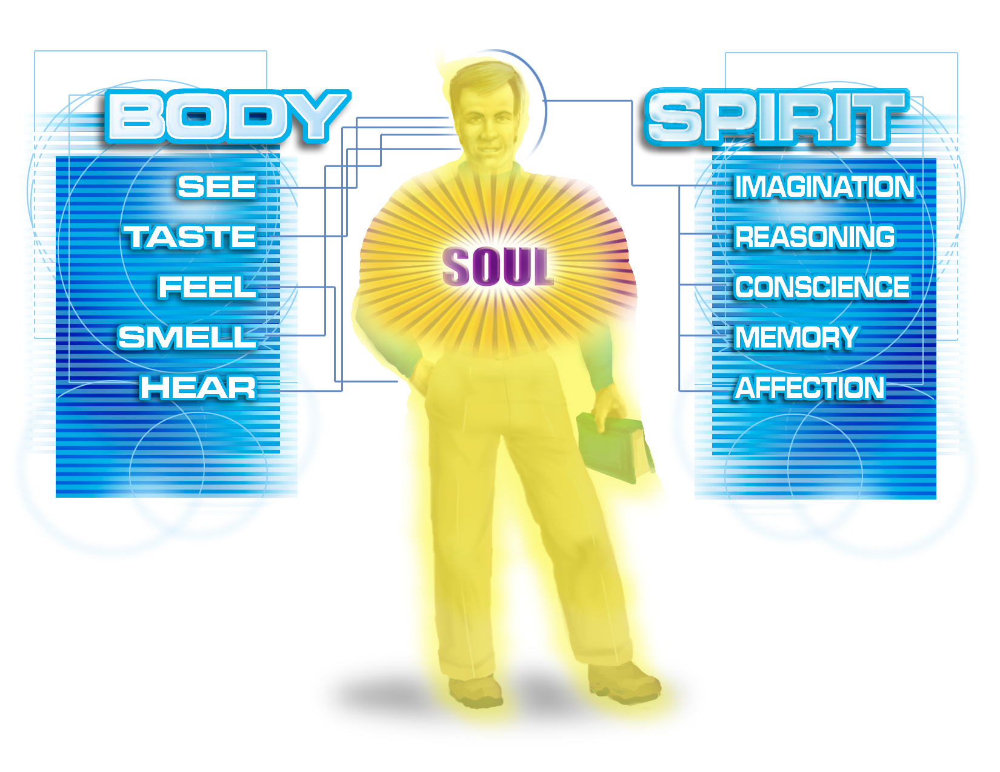 BODY
SEE
TASTE
FEEL
SMELL
HEAR
SOUL
SPIRIT
IMAGINATION
REASONING
CONSCIENCE
MEMORY
AFFECTION